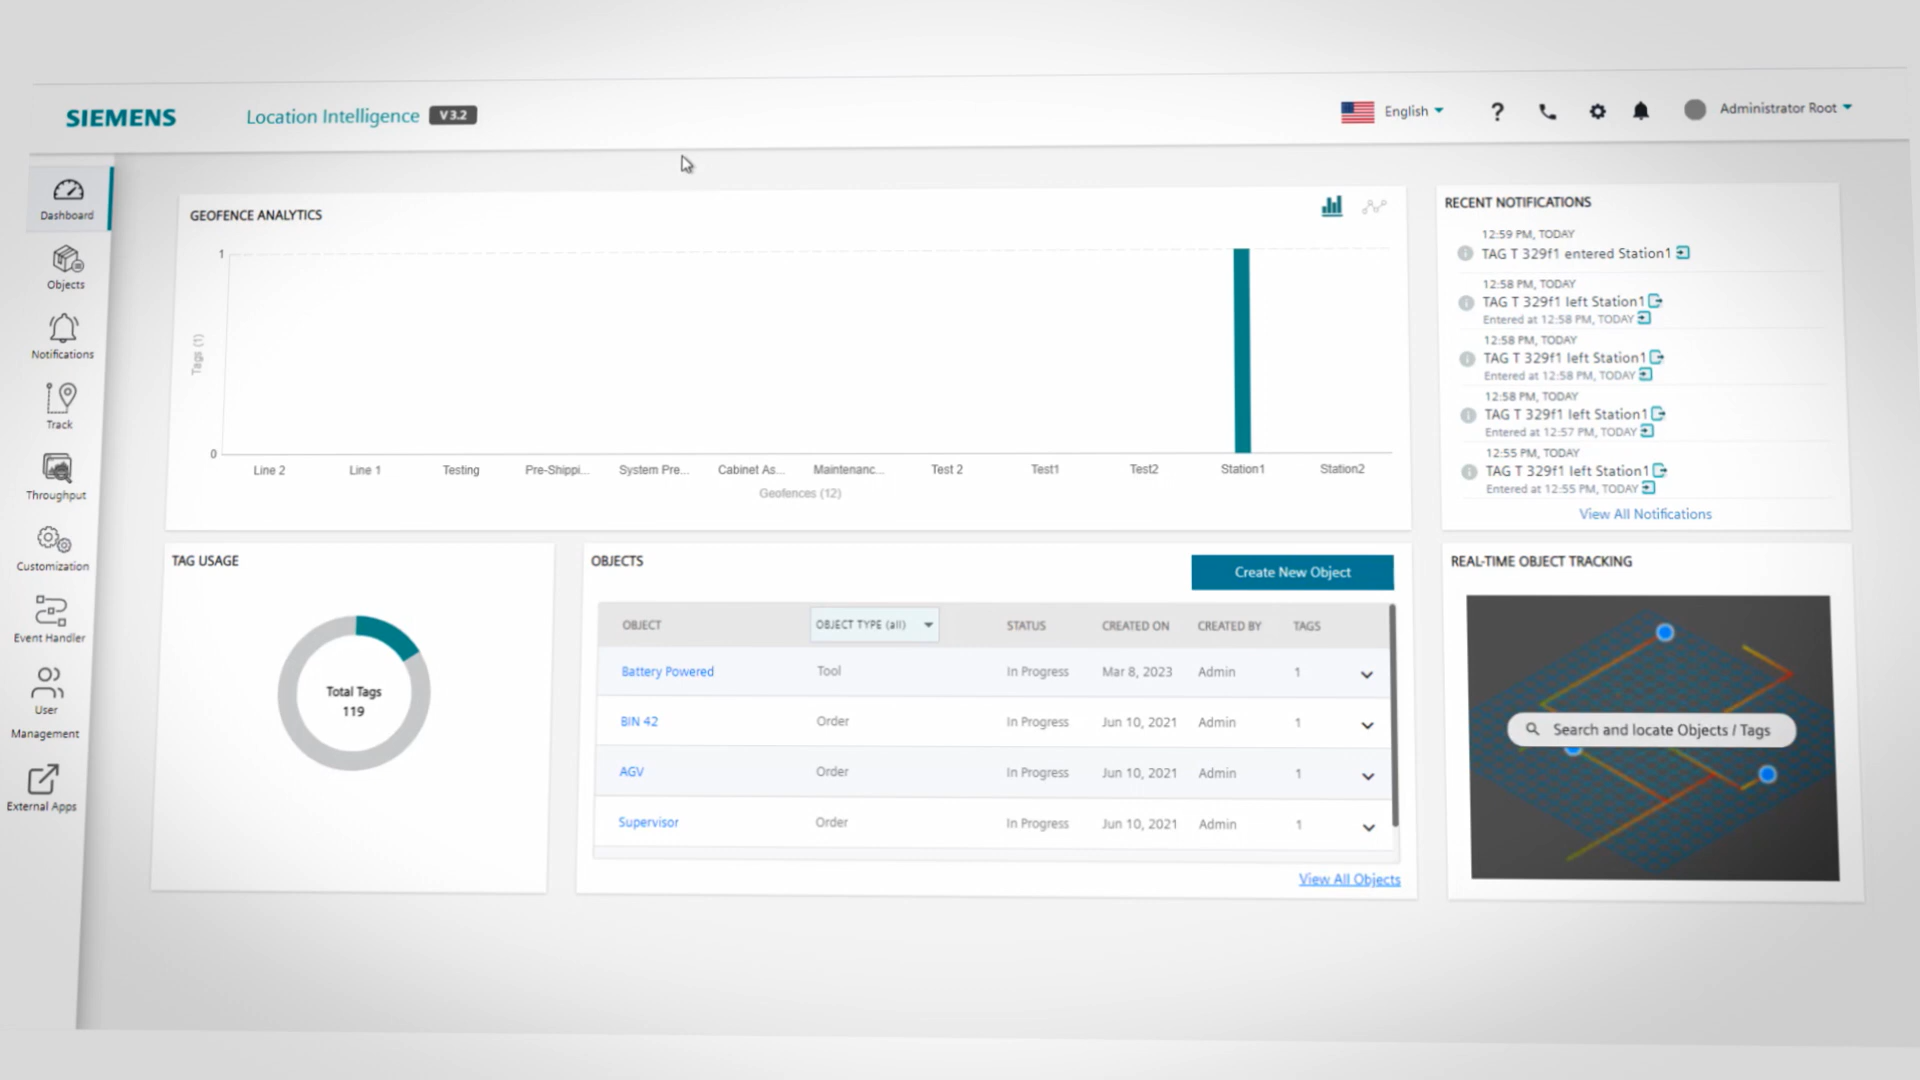 SIEMENS
Location Intelligence V 3.2
English
?
Administrator Root
Dashboard
Objects
Notifications
Track
Throughput
Customization
Event Handler
User
Management
External Apps
GEOFENCE ANALYTICS
1
0
Tags (1)
Line 2 Line 1 Testing Pre-Shippi... System Pre... Cabinet As... Maintenanc... Test 2 Test1 Test2 Station1 Station2
Geofences (12)
RECENT NOTIFICATIONS
12:59 PM, TODAY
TAG T 329f1 entered Station1
12:58 PM, TODAY
TAG T 329f1 left Station1
Entered at 12:58 PM, TODAY
12:58 PM, TODAY
TAG T 329f1 left Station1
Entered at 12:58 PM, TODAY
12:58 PM, TODAY
TAG T 329f1 left Station1
Entered at 12:57 PM, TODAY
12:55 PM, TODAY
TAG T 329f1 left Station1
Entered at 12:55 PM, TODAY
View All Notifications
TAG USAGE
Total Tags
119
OBJECTS
Create New Object
OBJECT OBJECT TYPE (all) STATUS CREATED ON CREATED BY TAGS
Battery Powered Tool In Progress Mar 8, 2023 Admin 1
BIN 42 Order In Progress Jun 10, 2021 Admin 1
AGV Order In Progress Jun 10, 2021 Admin 1
Supervisor Order In Progress Jun 10, 2021 Admin 1
View All Objects
REAL-TIME OBJECT TRACKING
Search and locate Objects / Tags